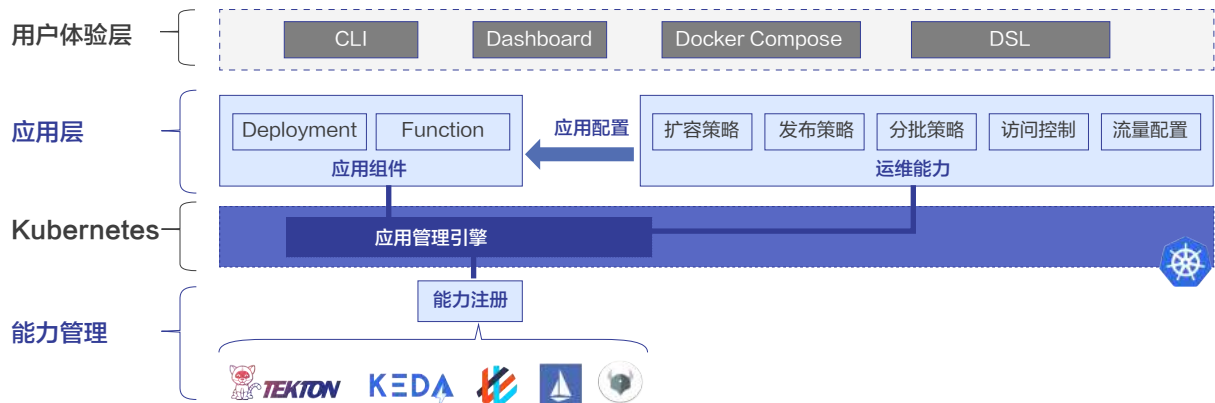 用户体验层
CLI
Dashboard
Docker Compose
DSL
应用层
Deployment
Function
应用组件
应用配置
扩容策略
发布策略
分批策略
访问控制
流量配置
运维能力
Kubernetes
应用管理引擎
能力注册
能力管理
TEKTON
KEDA